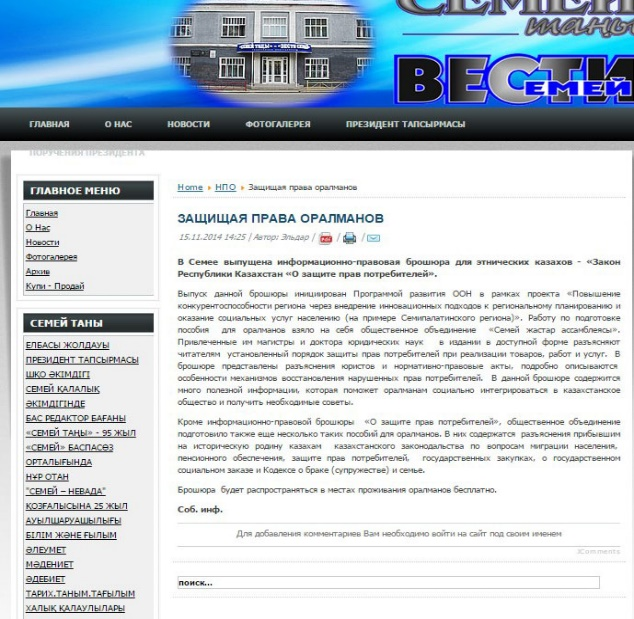 СЕМЕЙ
таңы
ВЕСТИ
СЕМЕЙ
ГЛАВНАЯ О НАС НОВОСТИ ФОТОГАЛЕРЕЯ ПРЕЗИДЕНТ ТАПСЫРМАСЫ
ПОРУЧЕНИЯ ПРЕЗИДЕНТА
ГЛАВНОЕ МЕНЮ
Главная
О Нас
Новости
Фотогалерея
Архив
Купи - Продай
СЕМЕЙ ТАНЫ
ЕЛБАСЫ ЖОЛДАУЫ
ПРЕЗИДЕНТ ТАПСЫРМАСЫ
ШҚО ӘКІМДІГІ
СЕМЕЙ ҚАЛАЛЫҚ
ӘКІМДІГІНДЕ
БАС РЕДАКТОР БАҒАНЫ
«СЕМЕЙ ТАҢЫ» - 95 ЖЫЛ
«СЕМЕЙ» БАСПАСӨЗ
ОРТАЛЫҒЫНДА
НҰР ОТАН
"СЕМЕЙ – НЕВАДА"
ҚОЗҒАЛЫСЫНА 25 ЖЫЛ
АУЫЛШАРУАШЫЛЫҒЫ
БІЛІМ ЖӘНЕ ҒЫЛЫМ
ӘЛЕУМЕТ
МӘДЕНИЕТ
ӘДЕБИЕТ
ТАРИХ.ТАНЫМ.ТАҒЫЛЫМ
ХАЛЫҚ ҚАЛАУЛЫЛАРЫ
Home НПО Защищая права оралманов
ЗАЩИЩАЯ ПРАВА ОРАЛМАНОВ
15.11.2014 14:25 | Автор: Эльдар | / / /
В Семее выпущена информационно-правовая брошюра для этнических казахов - «Закон
Республики Казахстан «О защите прав потребителей».
Выпуск данной брошюры инициирован Программой развития ООН в рамках проекта «Повышение
конкурентоспособности региона через внедрение инновационных подходов к региональному планированию и
оказание социальных услуг населению (на примере Семипалатинского региона)». Работу по подготовке
пособия для оралманов взяло на себя общественное объединение «Семей жастар ассамблеясы».
Привлеченные им магистры и доктора юридических наук в издании в доступной форме разъясняют
читателям установленный порядок защиты прав потребителей при реализации товаров, работ и услуг. В
брошюре представлены разъяснения юристов и нормативно-правовые акты, подробно описываются
особенности механизмов восстановления нарушенных прав потребителей. В данной брошюре содержится
много полезной информации, которая поможет оралманам социально интегрироваться в казахстанское
общество и получить необходимые советы.
Кроме информационно-правовой брошюры «О защите прав потребителей», общественное объединение
подготовило также еще несколько таких пособий для оралманов. В них содержатся разъяснения прибывшим
на историческую родину казахам казахстанского законодательства по вопросам миграции населения,
пенсионного обеспечения, защите прав потребителей, государственных закупках, о государственном
социальном заказе и Кодексе о браке (супружестве) и семье.
Брошюра будет распространяться в местах проживания оралманов бесплатно.
Соб. инф.
Для добавления комментариев Вам необходимо войти на сайт под своим именем
JComments
поиск...